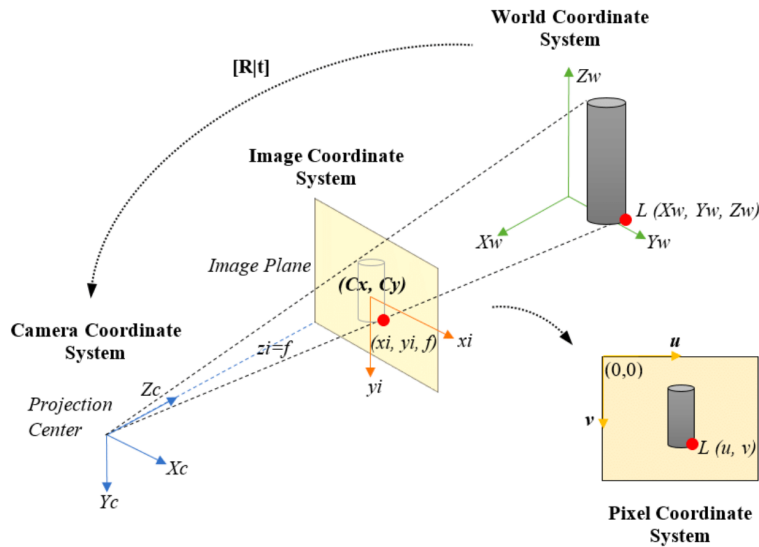 World Coordinate
System
[R|t]
Zw
Image Coordinate
System
L (Xw, Yw, Zw)
Xw
Yw
Image Plane
(Cx, Cy)
Camera Coordinate
System
zi=f
(xi, yi, f)
xi
yi
u
(0,0)
Zc
Projection
Center
v
L (u, v)
Xc
Yc
Pixel Coordinate
System